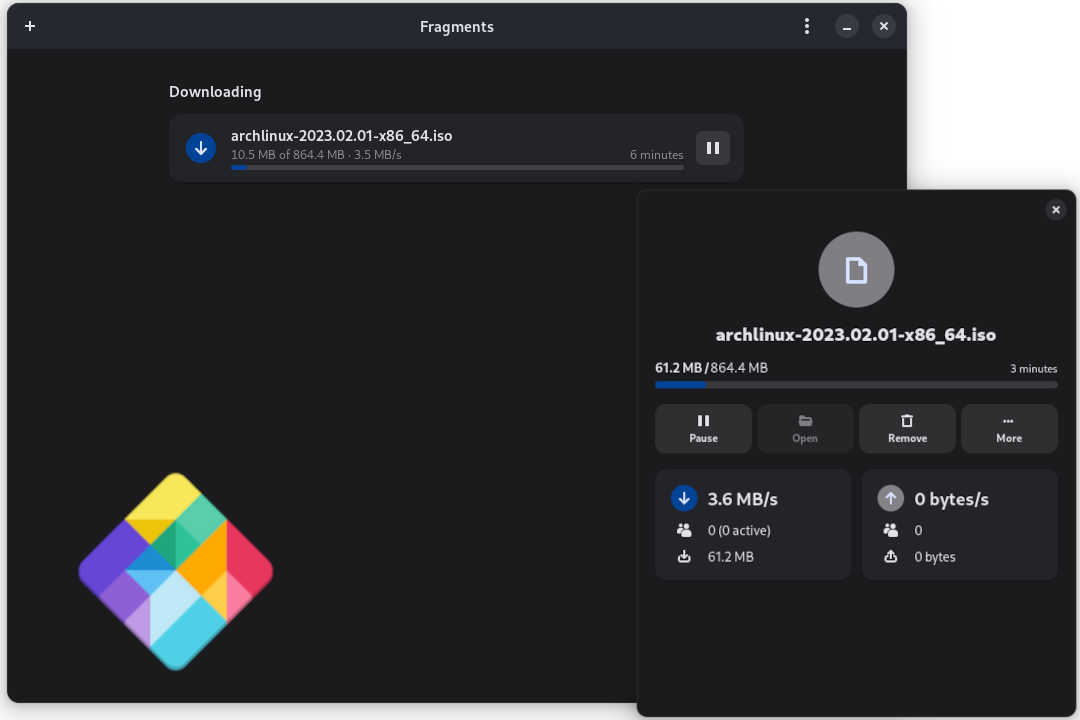 Fragments
Downloading
archlinux-2023.02.01-x86_64.iso
10.5 MB of 864.4 MB · 3.5 MB/s
6 minutes
archlinux-2023.02.01-x86_64.iso
61.2 MB / 864.4 MB
3 minutes
Pause
Open
Remove
More
3.6 MB/s
0 (0 active)
61.2 MB
0 bytes/s
0
0 bytes